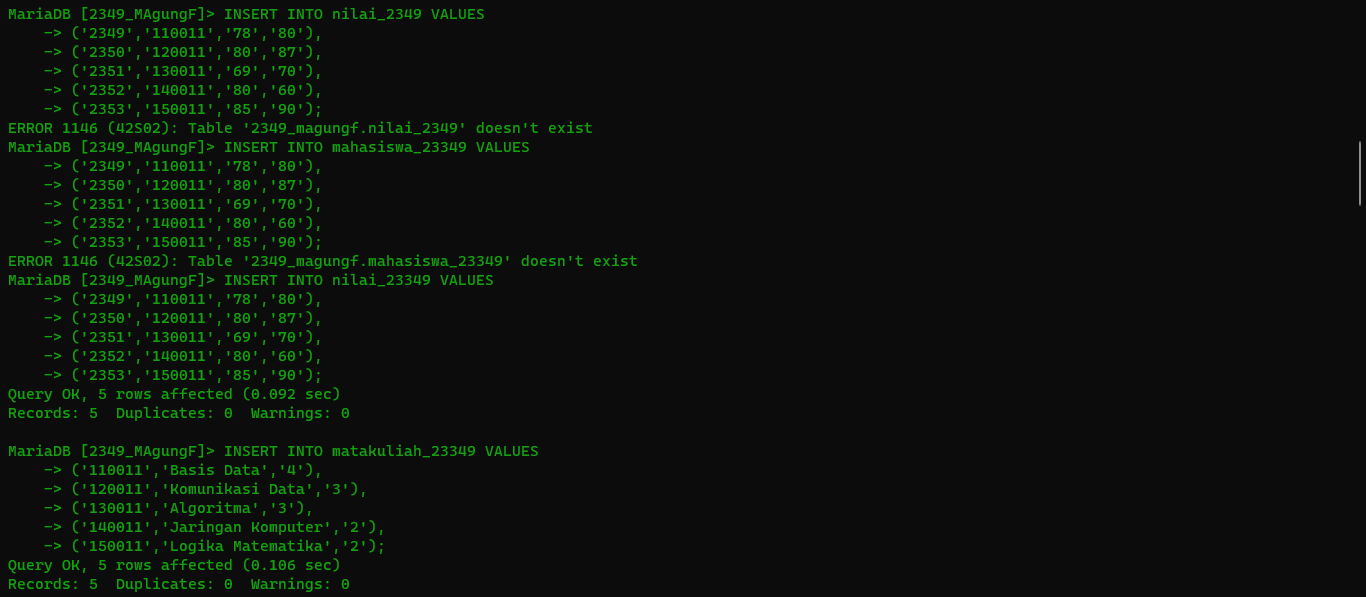 MariaDB [2349_MAgungF]> INSERT INTO nilai_2349 VALUES
    -> ('2349','110011','78','80'),
    -> ('2350','120011','80','87'),
    -> ('2351','130011','69','70'),
    -> ('2352','140011','80','60'),
    -> ('2353','150011','85','90');
ERROR 1146 (42S02): Table '2349_magungf.nilai_2349' doesn't exist
MariaDB [2349_MAgungF]> INSERT INTO mahasiswa_23349 VALUES
    -> ('2349','110011','78','80'),
    -> ('2350','120011','80','87'),
    -> ('2351','130011','69','70'),
    -> ('2352','140011','80','60'),
    -> ('2353','150011','85','90');
ERROR 1146 (42S02): Table '2349_magungf.mahasiswa_23349' doesn't exist
MariaDB [2349_MAgungF]> INSERT INTO nilai_23349 VALUES
    -> ('2349','110011','78','80'),
    -> ('2350','120011','80','87'),
    -> ('2351','130011','69','70'),
    -> ('2352','140011','80','60'),
    -> ('2353','150011','85','90');
Query OK, 5 rows affected (0.092 sec)
Records: 5  Duplicates: 0  Warnings: 0

MariaDB [2349_MAgungF]> INSERT INTO matakuliah_23349 VALUES
    -> ('110011','Basis Data','4'),
    -> ('120011','Komunikasi Data','3'),
    -> ('130011','Algoritma','3'),
    -> ('140011','Jaringan Komputer','2'),
    -> ('150011','Logika Matematika','2');
Query OK, 5 rows affected (0.106 sec)
Records: 5  Duplicates: 0  Warnings: 0